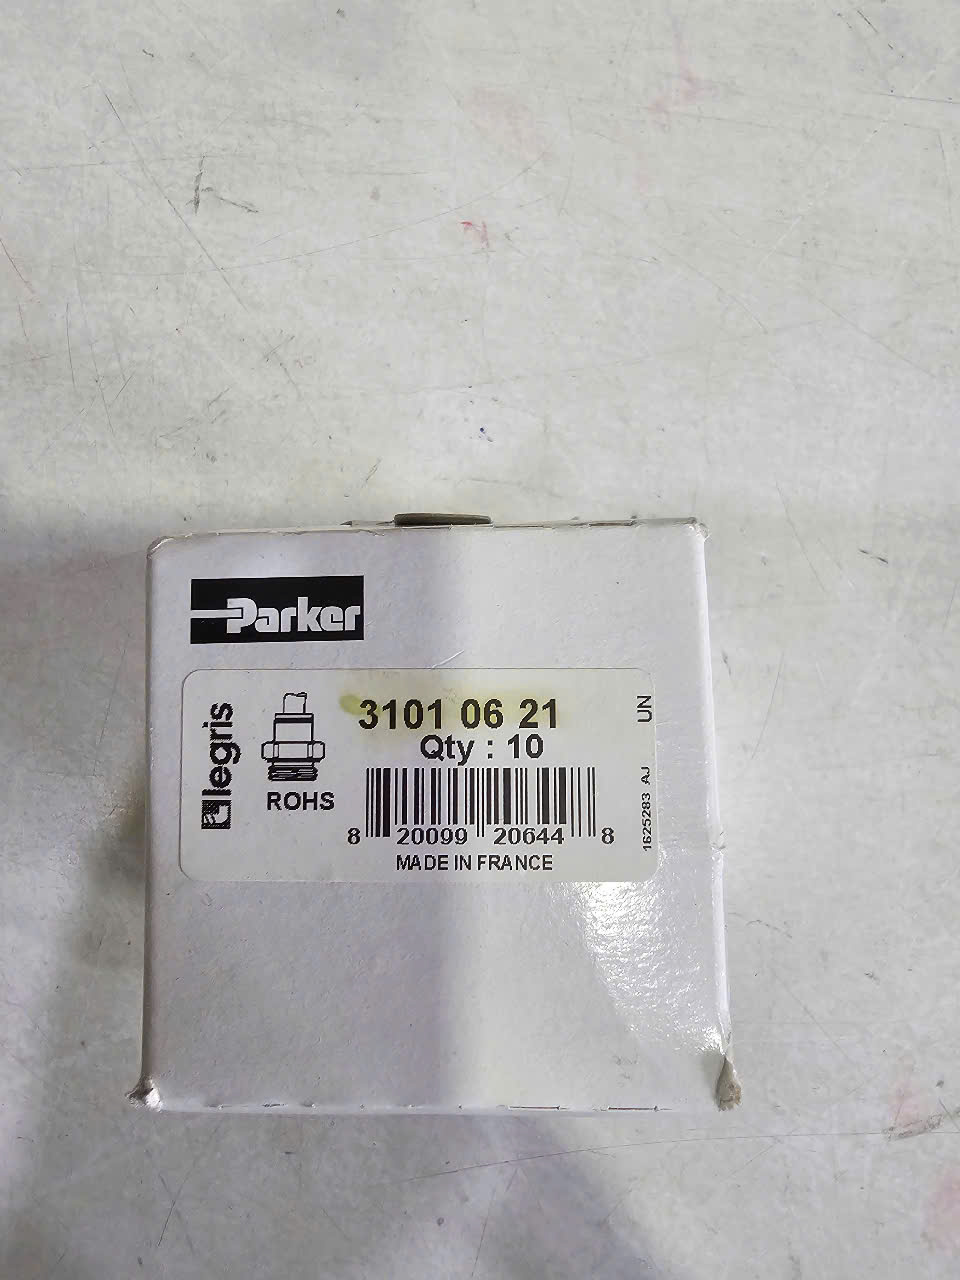 Parker
legris
3101 06 21
Qty : 10
ROHS
8 20099 20644 8
MADE IN FRANCE
UN
1625283 AJ